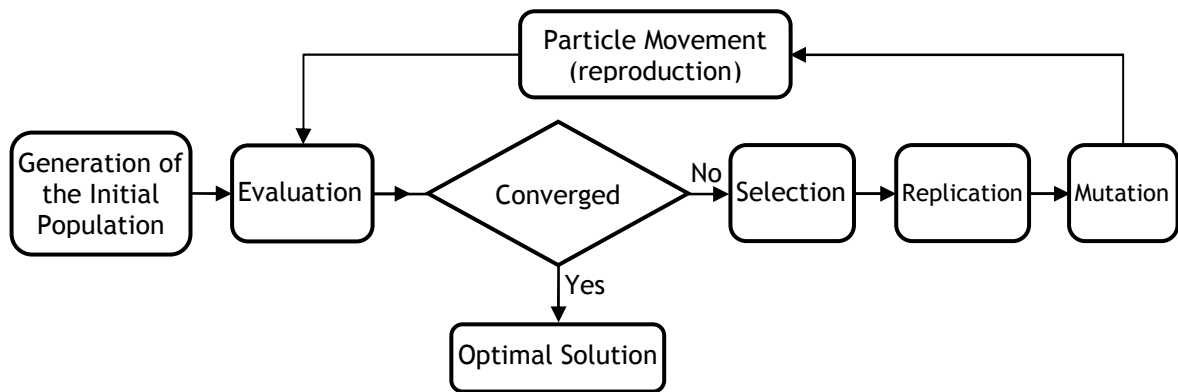 Particle Movement
(reproduction)
Generation of
the Initial
Population
Evaluation
Converged
No
Selection
Replication
Mutation
Yes
Optimal Solution